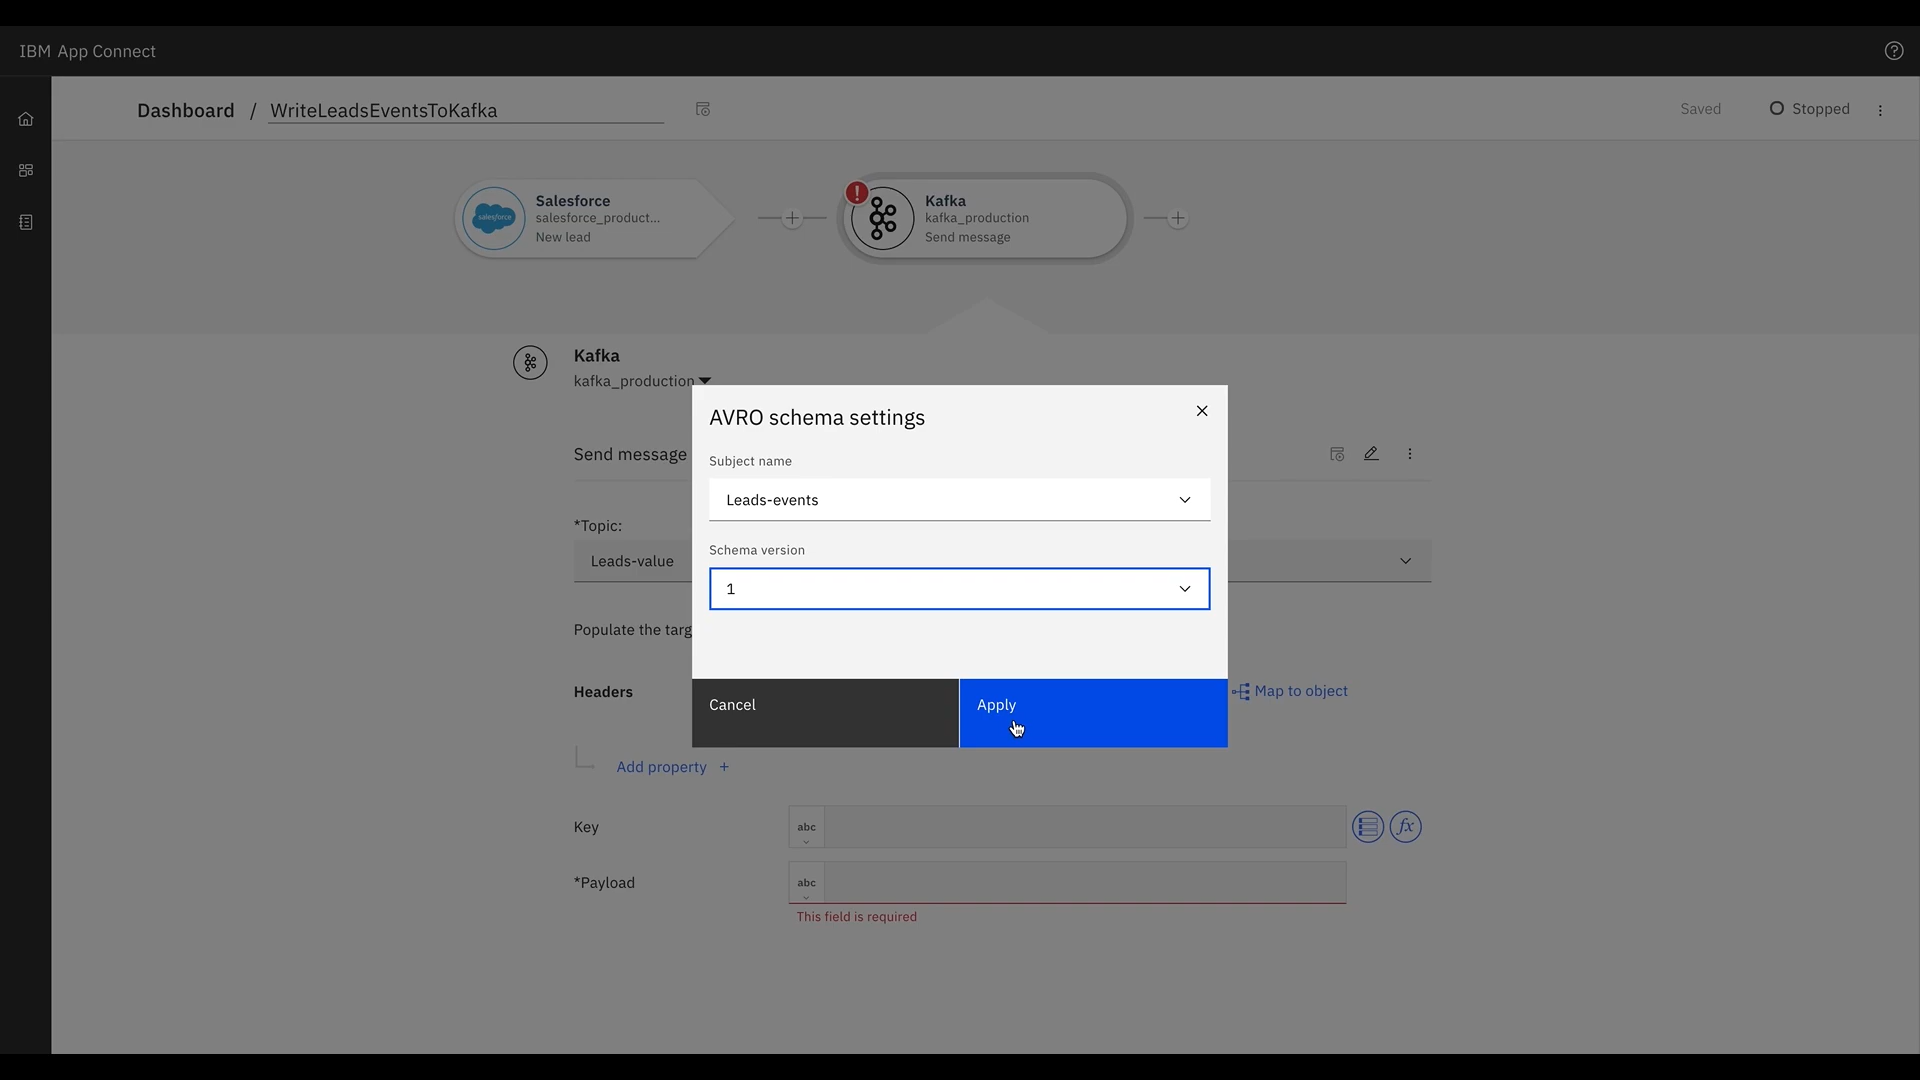 IBM App Connect
Dashboard / WriteLeadsEventsToKafka
Saved
Stopped
salesforce
Salesforce
salesforce_product...
New lead
Kafka
kafka_production
Send message
Kafka
kafka_production
AVRO schema settings
Subject name
Send message
Leads-events
*Topic:
Schema version
Leads-value
1
Populate the targ
Headers
Map to object
Cancel
Apply
Add property +
Key
abc
fx
*Payload
abc
This field is required